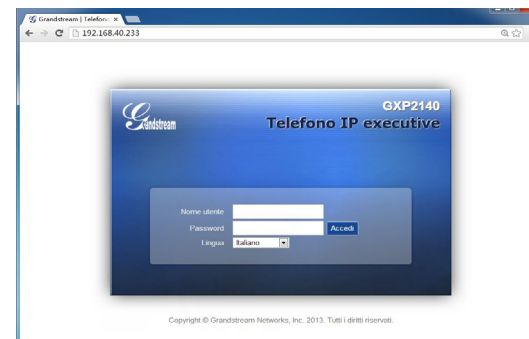 Grandstream | Telefono
192.168.40.233
Grandstream
GXP2140
Telefono IP executive
Nome utente
Password
Accedi
Lingua
Italiano
Copyright © Grandstream Networks, Inc. 2013. Tutti i diritti riservati.